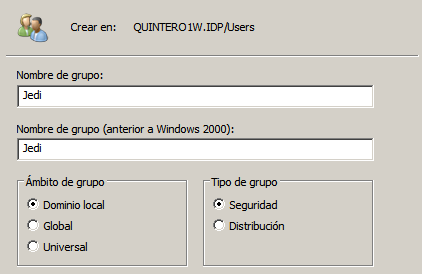 Crear en: QUINTERO1W.IDP/Users
Nombre de grupo:
Jedi
Nombre de grupo (anterior a Windows 2000):
Jedi
Ámbito de grupo
Dominio local
Global
Universal
Tipo de grupo
Seguridad
Distribución